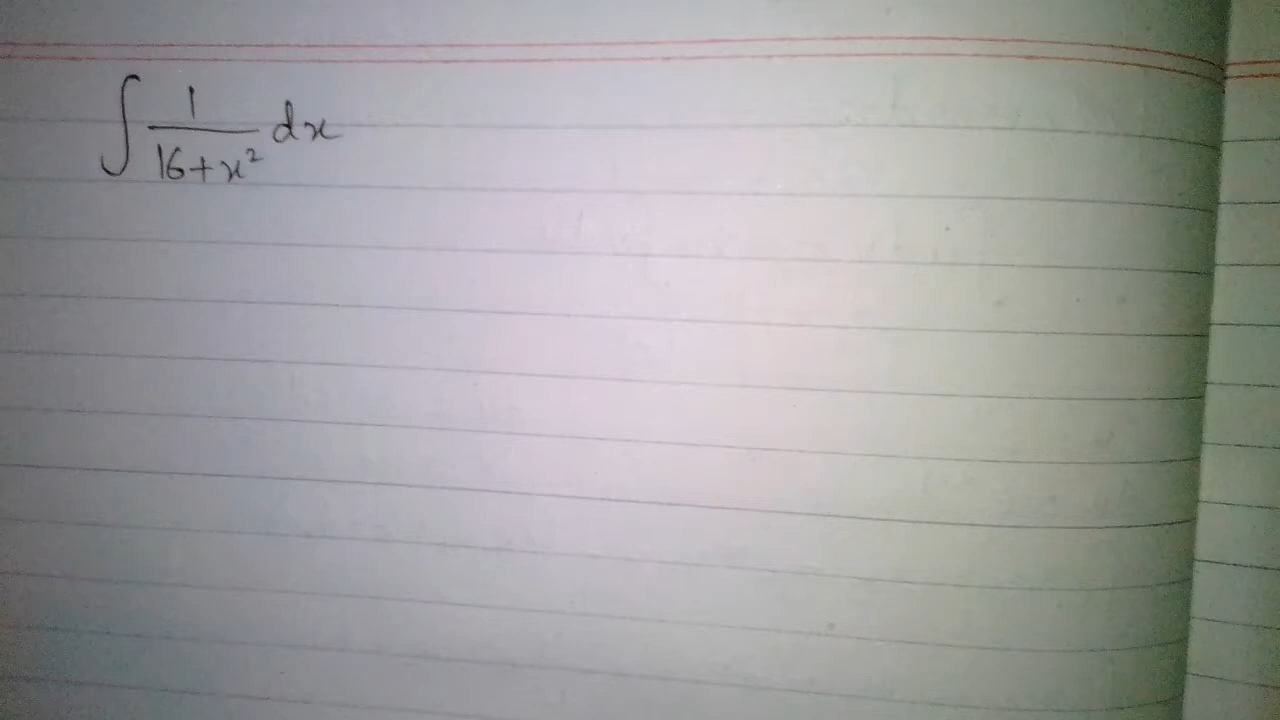 ∫ 1/(16+x²) dx